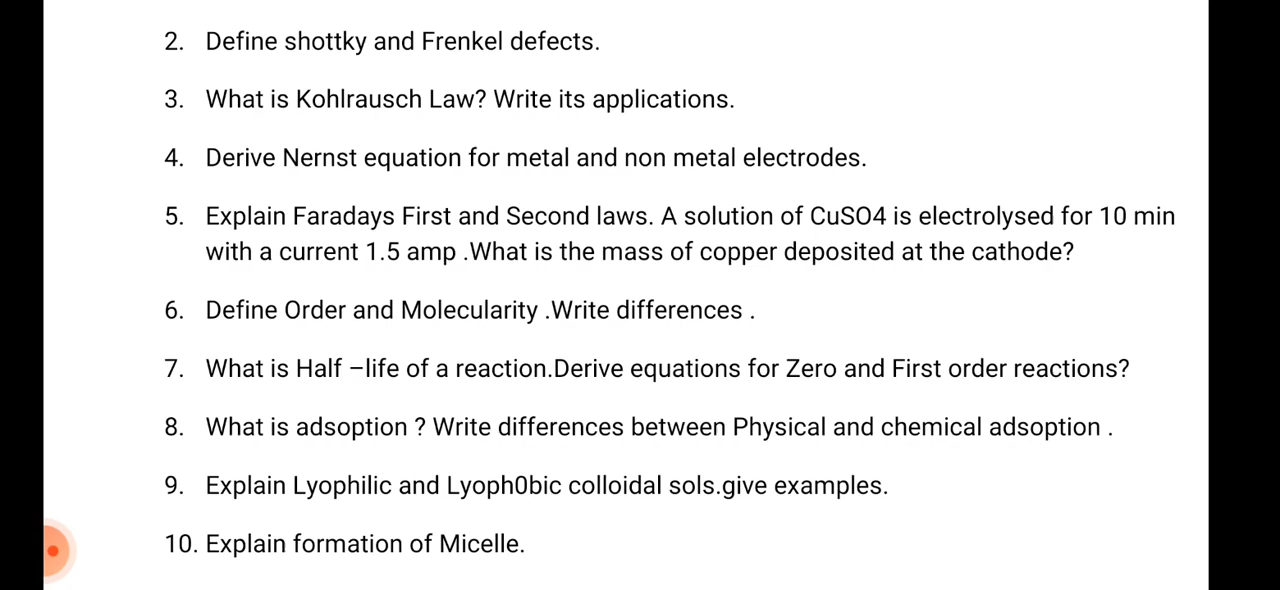 2. Define shottky and Frenkel defects.
3. What is Kohlrausch Law? Write its applications.
4. Derive Nernst equation for metal and non metal electrodes.
5. Explain Faradays First and Second laws. A solution of CuSO4 is electrolysed for 10 min
with a current 1.5 amp .What is the mass of copper deposited at the cathode?
6. Define Order and Molecularity .Write differences .
7. What is Half –life of a reaction.Derive equations for Zero and First order reactions?
8. What is adsoption ? Write differences between Physical and chemical adsoption .
9. Explain Lyophilic and Lyoph0bic colloidal sols.give examples.
10. Explain formation of Micelle.